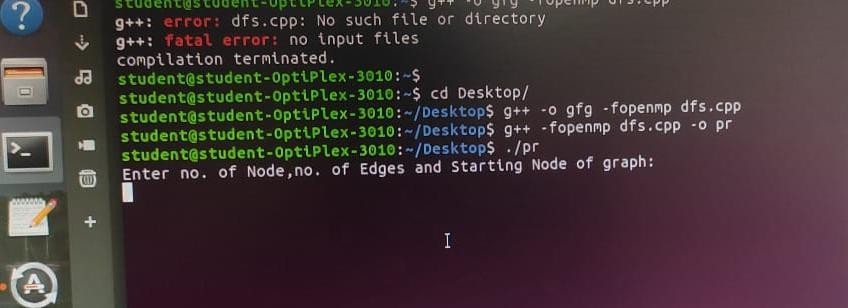 student@student-OptiPlex-3010:~$ g++ -o gfg -fopenmp dfs.cpp
g++: error: dfs.cpp: No such file or directory
g++: fatal error: no input files
compilation terminated.
student@student-OptiPlex-3010:~$
student@student-OptiPlex-3010:~$ cd Desktop/
student@student-OptiPlex-3010:~/Desktop$ g++ -o gfg -fopenmp dfs.cpp
student@student-OptiPlex-3010:~/Desktop$ g++ -fopenmp dfs.cpp -o pr
student@student-OptiPlex-3010:~/Desktop$ ./pr
Enter no. of Node,no. of Edges and Starting Node of graph: